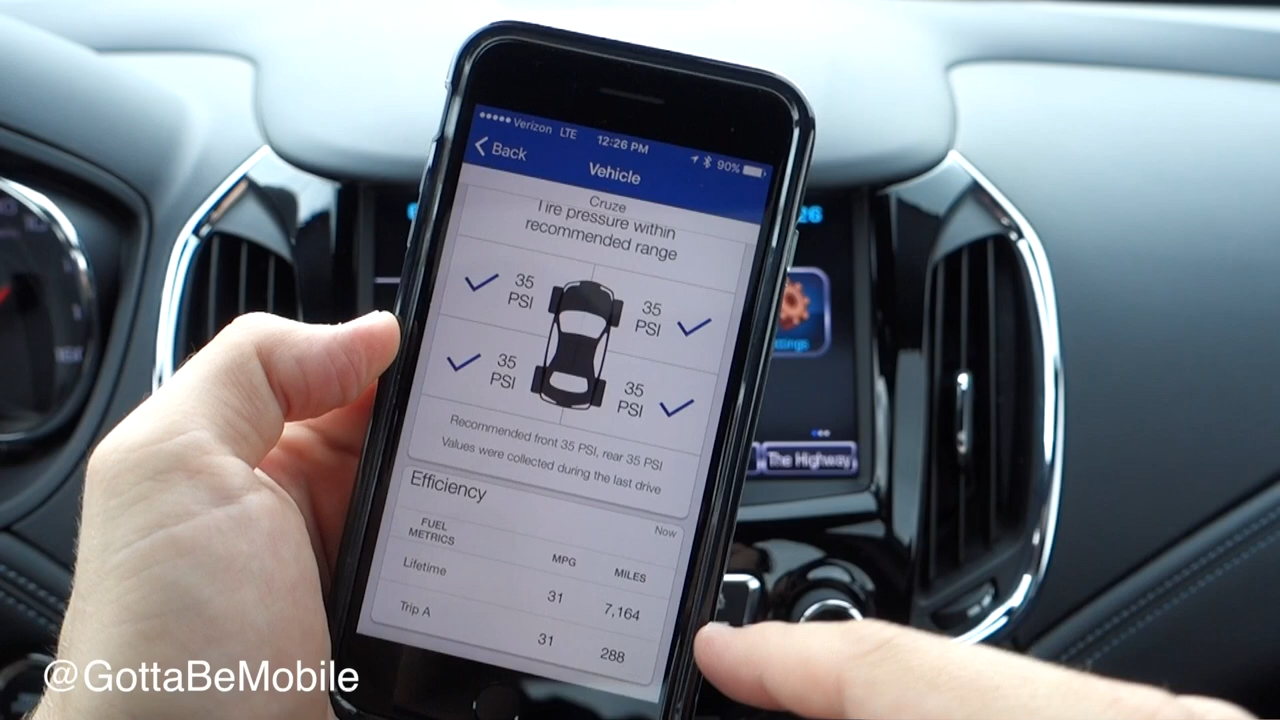 Verizon LTE 12:26 PM 90%
Back
Vehicle
Cruze
Tire pressure within
recommended range
35
PSI
35
PSI
35
PSI
35
PSI
Recommended front 35 PSI, rear 35 PSI
Values were collected during the last drive
Efficiency
Now
FUEL
METRICS
MPG
MILES
Lifetime 31 7,164
Trip A 31 288
26
The Highway
@GottaBeMobile